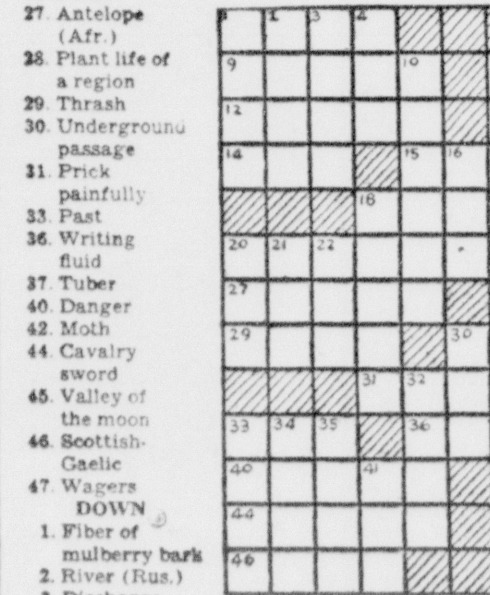 27. Antelope
(Afr.)
28. Plant life of
a region
29. Thrash
30. Underground
passage
31. Prick
painfully
33. Past
36. Writing
fluid
37. Tuber
40. Danger
42. Moth
44. Cavalry
sword
45. Valley of
the moon
46. Scottish-
Gaelic
47. Wagers
DOWN
1. Fiber of
mulberry bark
2. River (Rus.)
1 2 3 4
9 10
12
14 15 16
18
20 21 22
27
29 30
31 32
33 34 35 36
40 41
44
46